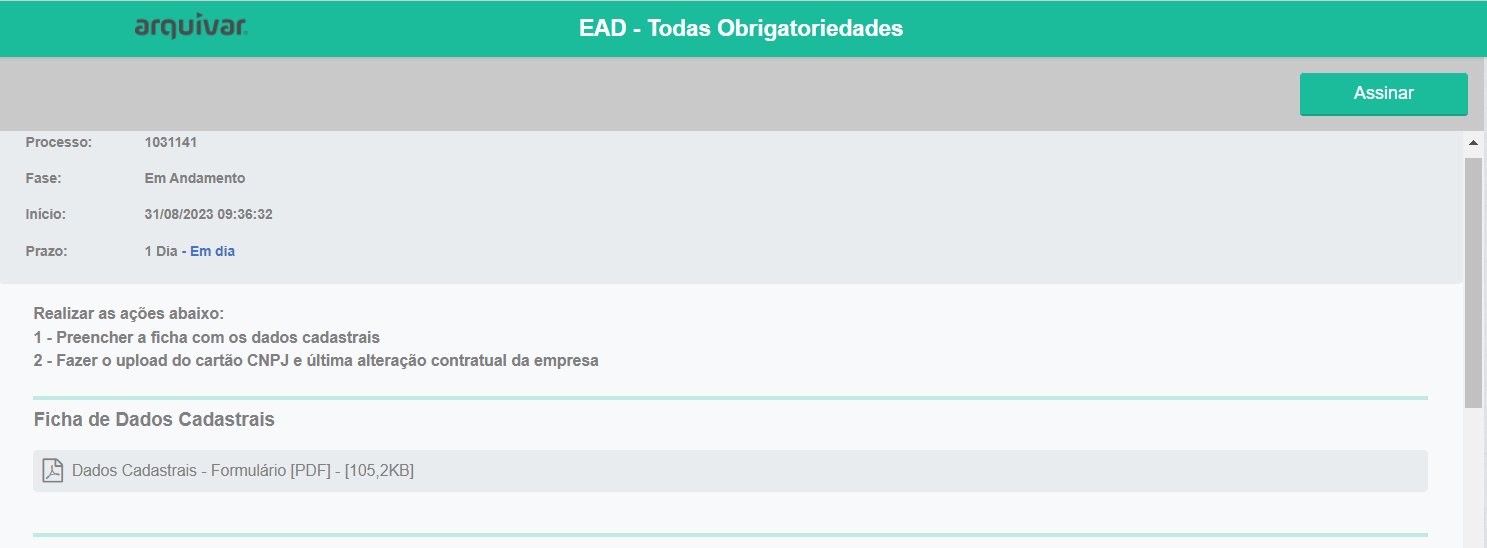 arquivar
EAD - Todas Obrigatoriedades
Assinar
Processo: 1031141
Fase: Em Andamento
Início: 31/08/2023 09:36:32
Prazo: 1 Dia - Em dia
Realizar as ações abaixo:
1 - Preencher a ficha com os dados cadastrais
2 - Fazer o upload do cartão CNPJ e última alteração contratual da empresa
Ficha de Dados Cadastrais
Dados Cadastrais - Formulário [PDF] - [105,2KB]